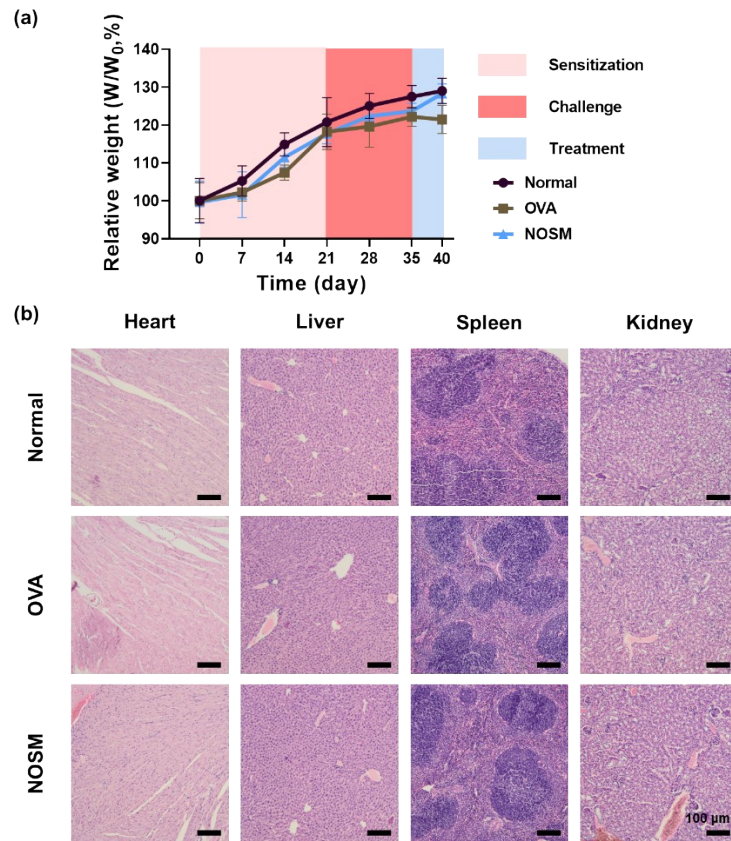 (a)
Relative weight (W/W₀,%)
140
130
120
110
100
90
0 7 14 21 28 35 40
Time (day)
Sensitization
Challenge
Treatment
Normal
OVA
NOSM
(b)
Heart Liver Spleen Kidney
Normal
OVA
NOSM
100 μm